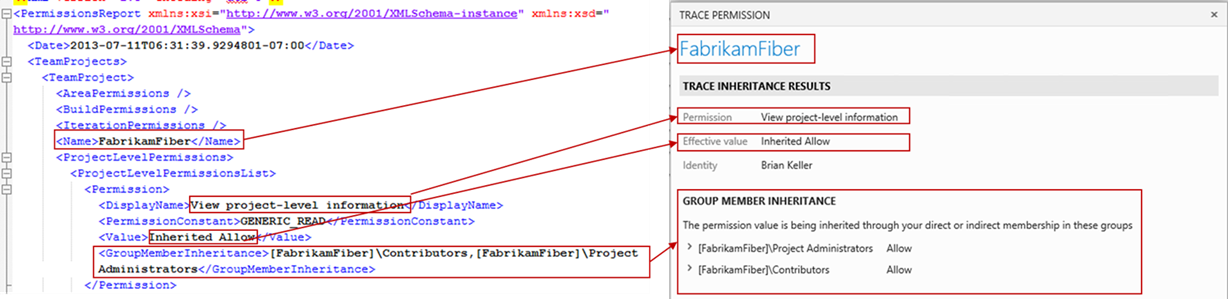 <PermissionsReport xmlns:xsi="http://www.w3.org/2001/XMLSchema-instance" xmlns:xsd="
http://www.w3.org/2001/XMLSchema">
<Date>2013-07-11T06:31:39.9294801-07:00</Date>
<TeamProjects>
<TeamProject>
<AreaPermissions />
<BuildPermissions />
<IterationPermissions />
<Name>FabrikamFiber</Name>
<ProjectLevelPermissions>
<ProjectLevelPermissionsList>
<Permission>
<DisplayName>View project-level information</DisplayName>
<PermissionConstant>GENERIC_READ</PermissionConstant>
<Value>Inherited Allow</Value>
<GroupMemberInheritance>[FabrikamFiber]\Contributors,[FabrikamFiber]\Project
Administrators</GroupMemberInheritance>
</Permission>
TRACE PERMISSION
FabrikamFiber
TRACE INHERITANCE RESULTS
Permission View project-level information
Effective value Inherited Allow
Identity Brian Keller
GROUP MEMBER INHERITANCE
The permission value is being inherited through your direct or indirect membership in these groups
[FabrikamFiber]\Project Administrators Allow
[FabrikamFiber]\Contributors Allow